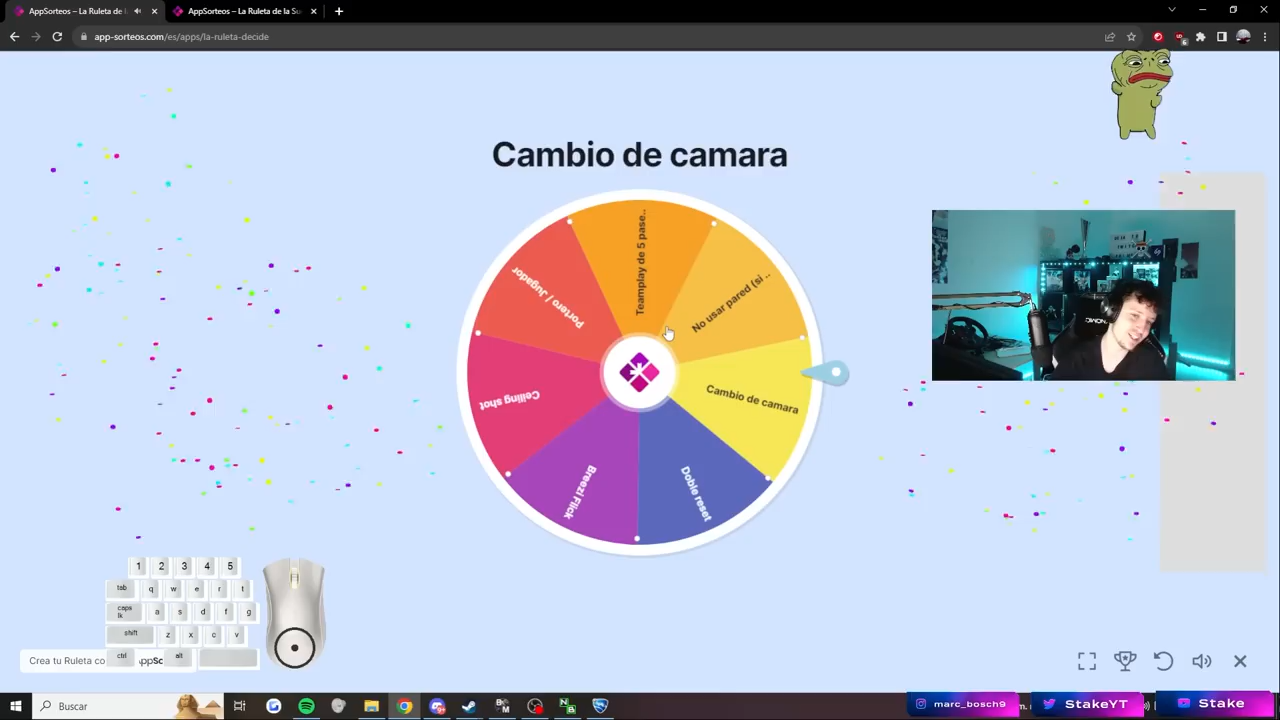 AppSorteos – La Ruleta de l
AppSorteos – La Ruleta de la Su
app-sorteos.com/es/apps/la-ruleta-decide
6
Cambio de camara
Teamplay de 5 pase..
No usar pared (si ..
Cambio de camara
Doble reset
Breezi Flick
Ceiling shot
Portero / Jugador
1 2 3 4 5
tab q w e r t
caps lk a s d f g
shift z x c v
ctrl alt
Crea tu Ruleta co
Buscar
marc_bosch9
StakeYT
Stake